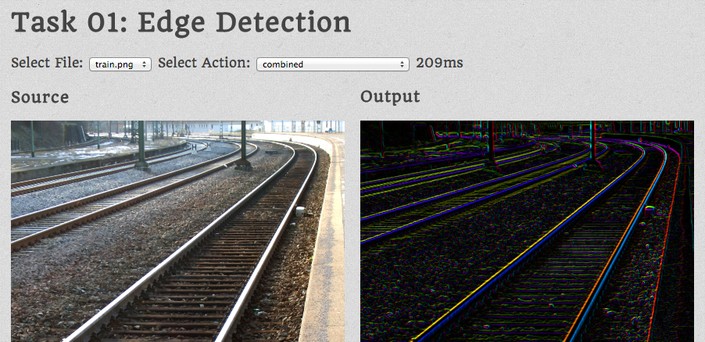 Task 01: Edge Detection
Select File: train.png Select Action: combined 209ms
Source Output